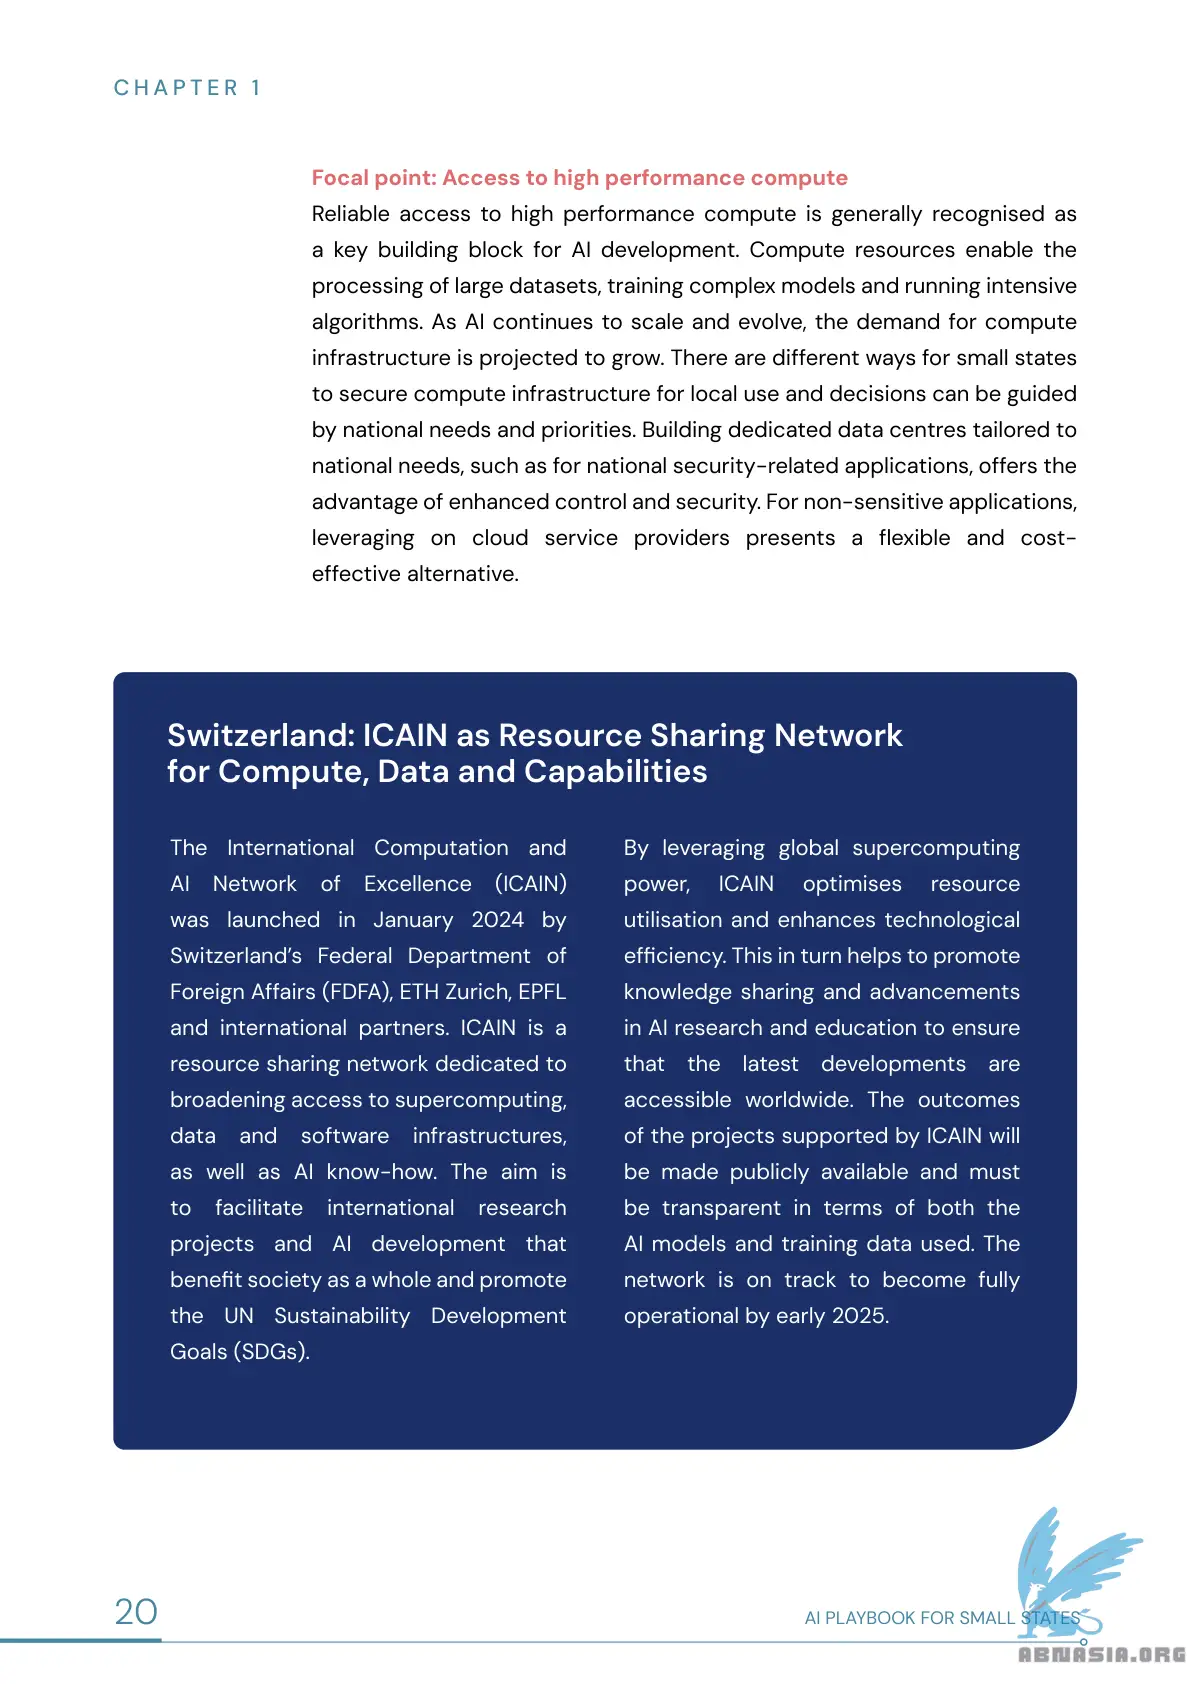 CHAPTER 1
Focal point: Access to high performance compute
Reliable access to high performance compute is generally recognised as
a key building block for AI development. Compute resources enable the
processing of large datasets, training complex models and running intensive
algorithms. As AI continues to scale and evolve, the demand for compute
infrastructure is projected to grow. There are different ways for small states
to secure compute infrastructure for local use and decisions can be guided
by national needs and priorities. Building dedicated data centres tailored to
national needs, such as for national security-related applications, offers the
advantage of enhanced control and security. For non-sensitive applications,
leveraging on cloud service providers presents a flexible and cost-
effective alternative.
Switzerland: ICAIN as Resource Sharing Network
for Compute, Data and Capabilities
The International Computation and
AI Network of Excellence (ICAIN)
was launched in January 2024 by
Switzerland's Federal Department of
Foreign Affairs (FDFA), ETH Zurich, EPFL
and international partners. ICAIN is a
resource sharing network dedicated to
broadening access to supercomputing,
data and software infrastructures,
as well as AI know-how. The aim is
to facilitate international research
projects and AI development that
benefit society as a whole and promote
the UN Sustainability Development
Goals (SDGs).
By leveraging global supercomputing
power, ICAIN optimises resource
utilisation and enhances technological
efficiency. This in turn helps to promote
knowledge sharing and advancements
in AI research and education to ensure
that the latest developments are
accessible worldwide. The outcomes
of the projects supported by ICAIN will
be made publicly available and must
be transparent in terms of both the
AI models and training data used. The
network is on track to become fully
operational by early 2025.
20
AI PLAYBOOK FOR SMALL STATES
ABNASIA.ORG